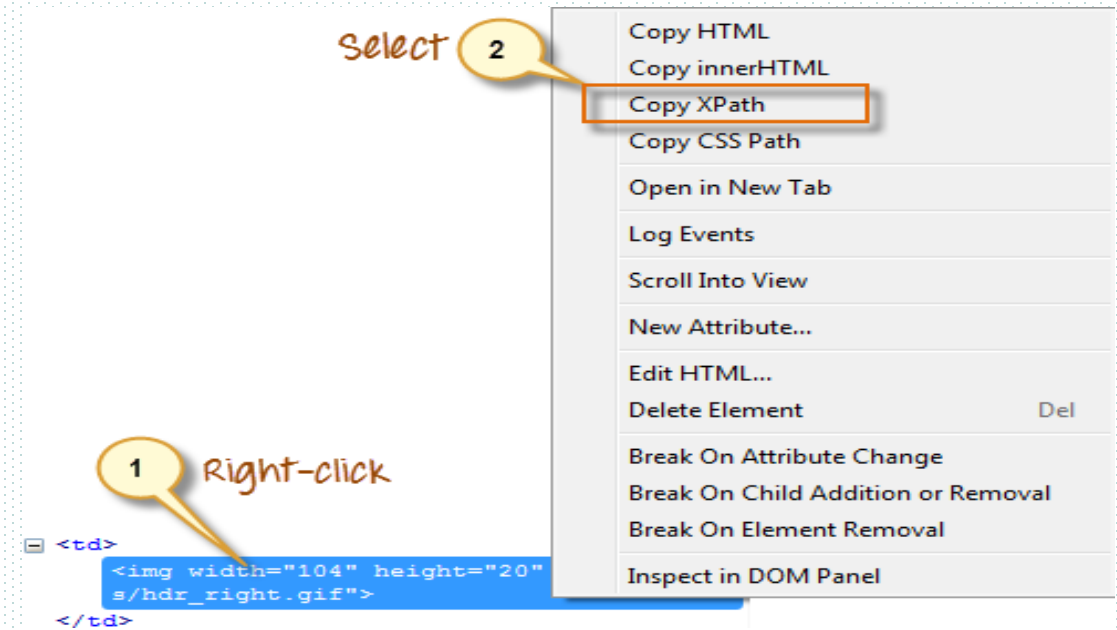 Select 2
Copy HTML
Copy innerHTML
Copy XPath
Copy CSS Path
Open in New Tab
Log Events
Scroll Into View
New Attribute...
Edit HTML...
Delete Element Del
Break On Attribute Change
Break On Child Addition or Removal
Break On Element Removal
Inspect in DOM Panel
1 Right-click
<td>
<img width="104" height="20"
s/hdr_right.gif">
</td>